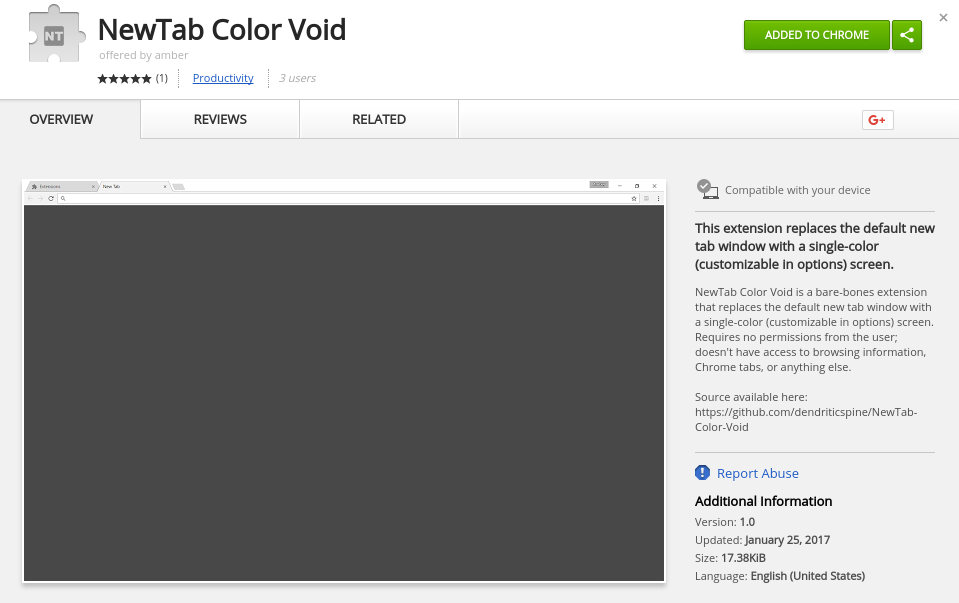 NT
NewTab Color Void
offered by amber
(1)
Productivity
3 users
ADDED TO CHROME
OVERVIEW
REVIEWS
RELATED
G+
Extensions
New Tab
Compatible with your device
This extension replaces the default new
tab window with a single-color
(customizable in options) screen.
NewTab Color Void is a bare-bones extension
that replaces the default new tab window with
a single-color (customizable in options) screen.
Requires no permissions from the user;
doesn't have access to browsing information,
Chrome tabs, or anything else.
Source available here:
https://github.com/dendriticspine/NewTab-
Color-Void
Report Abuse
Additional Information
Version: 1.0
Updated: January 25, 2017
Size: 17.38KiB
Language: English (United States)